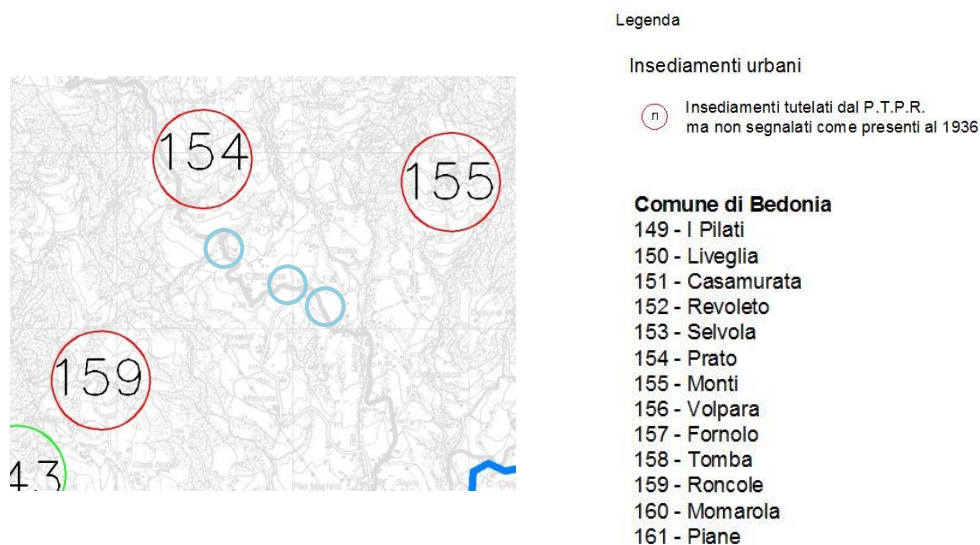 Legenda
Insediamenti urbani
n
Insediamenti tutelati dal P.T.P.R.
ma non segnalati come presenti al 1936
154
155
159
43
Comune di Bedonia
149 - I Pilati
150 - Liveglia
151 - Casamurata
152 - Revoleto
153 - Selvola
154 - Prato
155 - Monti
156 - Volpara
157 - Fornolo
158 - Tomba
159 - Roncole
160 - Momarola
161 - Piane